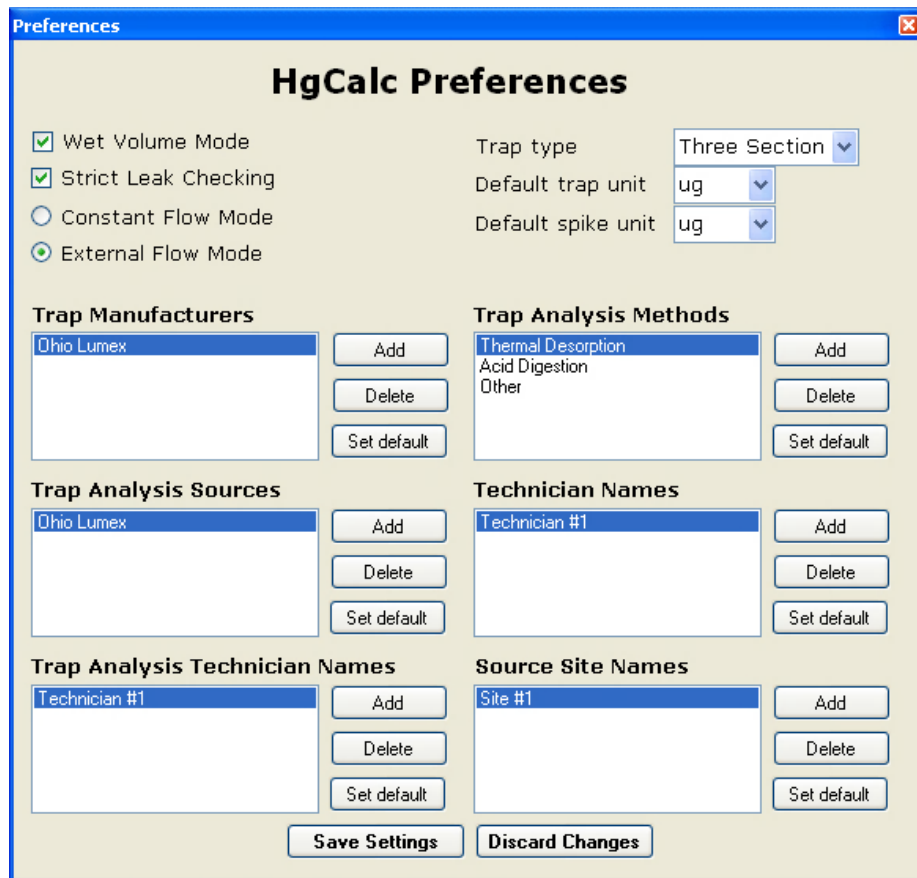 Preferences
HgCalc Preferences
Wet Volume Mode
Strict Leak Checking
Constant Flow Mode
External Flow Mode
Trap type Three Section
Default trap unit ug
Default spike unit ug
Trap Manufacturers
Ohio Lumex
Add
Delete
Set default
Trap Analysis Methods
Thermal Desorption
Acid Digestion
Other
Add
Delete
Set default
Trap Analysis Sources
Ohio Lumex
Add
Delete
Set default
Technician Names
Technician #1
Add
Delete
Set default
Trap Analysis Technician Names
Technician #1
Add
Delete
Set default
Source Site Names
Site #1
Add
Delete
Set default
Save Settings
Discard Changes